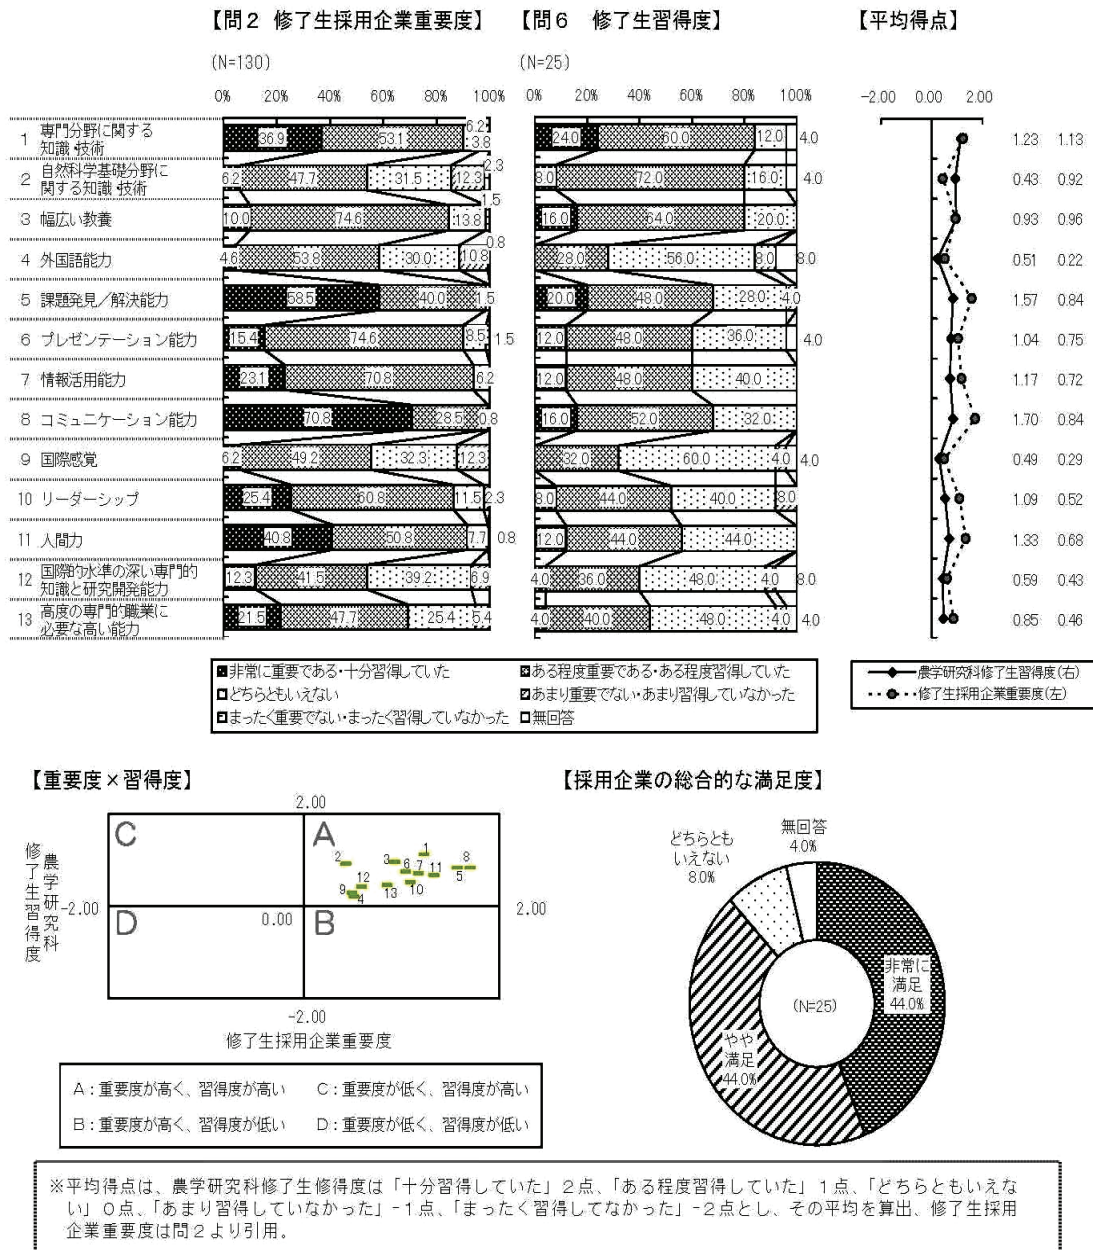 【問２ 修了生採用企業重要度】 【問６ 修了生習得度】 【平均得点】
(N=130) (N=25)
0% 20% 40% 60% 80% 100% 0% 20% 40% 60% 80% 100% -2.00 0.00 2.00
1 専門分野に関する知識・技術 36.9 53.1 6.2 3.8 24.0 60.0 12.0 4.0 1.23 1.13
2 自然科学基礎分野に関する知識・技術 6.2 47.7 31.5 12.3 2.3 8.0 72.0 16.0 4.0 0.43 0.92
3 幅広い教養 10.0 74.6 13.8 1.5 16.0 64.0 20.0 0.93 0.96
4 外国語能力 4.6 53.8 30.0 10.8 0.8 28.0 56.0 8.0 8.0 0.51 0.22
5 課題発見／解決能力 58.5 40.0 1.5 20.0 48.0 28.0 4.0 1.57 0.84
6 プレゼンテーション能力 15.4 74.6 8.5 1.5 12.0 48.0 36.0 4.0 1.04 0.75
7 情報活用能力 23.1 70.8 6.2 12.0 48.0 40.0 1.17 0.72
8 コミュニケーション能力 70.8 28.5 0.8 16.0 52.0 32.0 1.70 0.84
9 国際感覚 6.2 49.2 32.3 12.3 32.0 60.0 4.0 4.0 0.49 0.29
10 リーダーシップ 25.4 60.8 11.5 2.3 8.0 44.0 40.0 8.0 1.09 0.52
11 人間力 40.8 50.8 7.7 0.8 12.0 44.0 44.0 1.33 0.68
12 国際的水準の深い専門的知識と研究開発能力 12.3 41.5 39.2 6.9 4.0 36.0 48.0 4.0 8.0 0.59 0.43
13 高度の専門的職業に必要な高い能力 21.5 47.7 25.4 5.4 4.0 40.0 48.0 4.0 4.0 0.85 0.46
非常に重要である・十分習得していた ある程度重要である・ある程度習得していた
どちらともいえない あまり重要でない・あまり習得していなかった
まったく重要でない・まったく習得していなかった 無回答
農学研究科修了生習得度(右)
修了生採用企業重要度(左)
【重要度×習得度】 【採用企業の総合的な満足度】
2.00
C A
2 3 1 6 7 11 8 5
12 9 4 13 10
農学研究科
修了生習得度
-2.00 0.00 2.00
D B
-2.00
修了生採用企業重要度
A：重要度が高く、習得度が高い C：重要度が低く、習得度が高い
B：重要度が高く、習得度が低い D：重要度が低く、習得度が低い
無回答
4.0%
どちらとも
いえない
8.0%
非常に
満足
44.0%
(N=25)
やや
満足
44.0%
※平均得点は、農学研究科修了生修得度は「十分習得していた」２点、「ある程度習得していた」１点、「どちらともいえな
い」０点、「あまり習得していなかった」-１点、「まったく習得してなかった」-２点とし、その平均を算出、修了生採用
企業重要度は問２より引用。